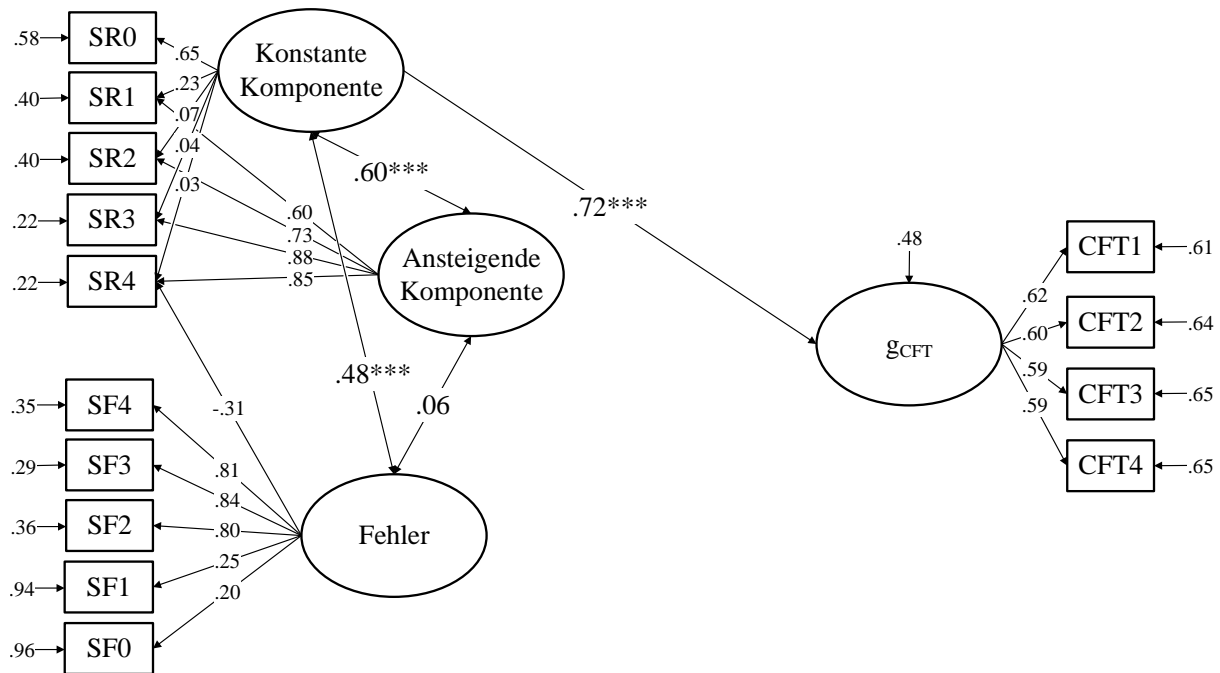 .58
SR0
.65
Konstante
Komponente
.40
SR1
.23
.07
.40
SR2
.04
.03
.60***
.22
SR3
.60
.73
.88
.85
.72***
.22
SR4
Ansteigende
Komponente
.48
CFT1
.61
.62
CFT2
.64
.60
gCFT
.59
CFT3
.65
.59
CFT4
.65
.48***
.06
-.31
.35
SF4
.81
.29
SF3
.84
.36
SF2
.80
Fehler
.25
.94
SF1
.20
.96
SF0